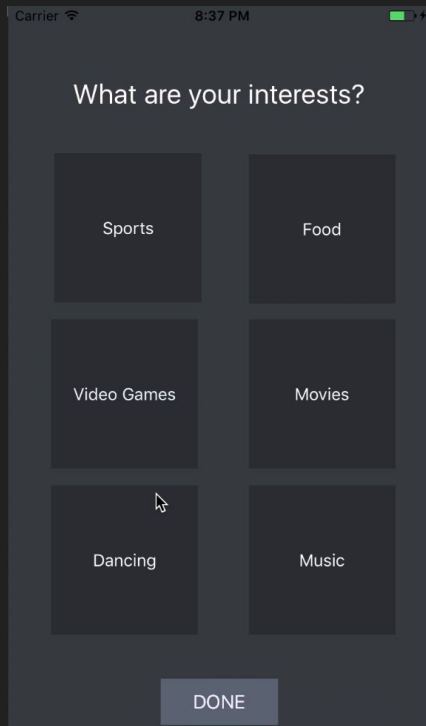 Carrier 8:37 PM
What are your interests?
Sports Food
Video Games Movies
Dancing Music
DONE